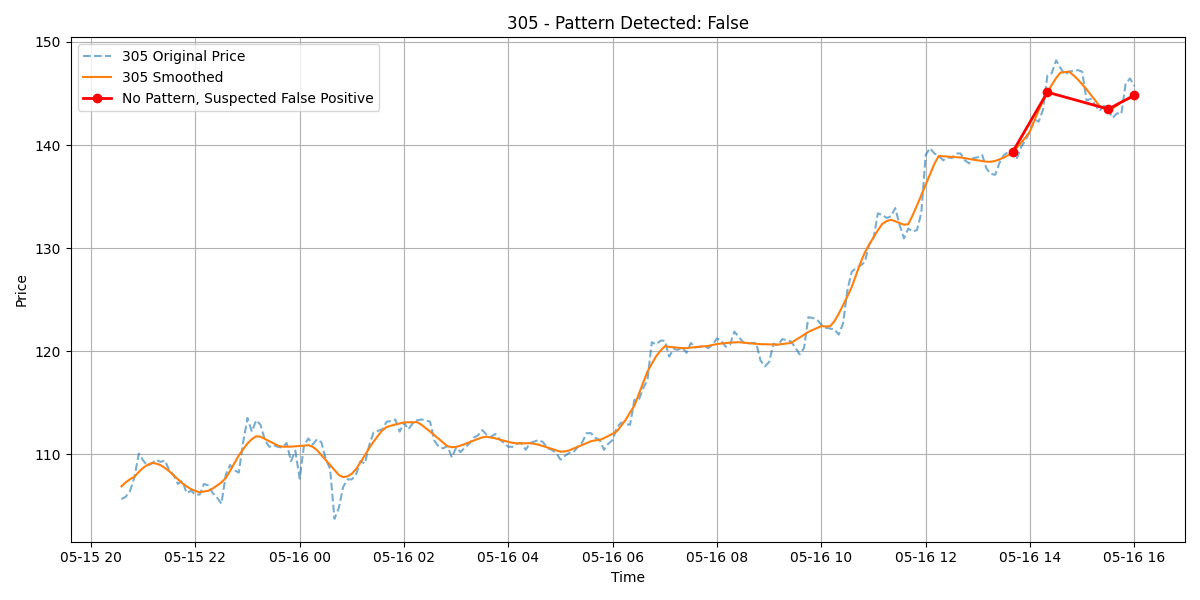 305 - Pattern Detected: False
305 Original Price
305 Smoothed
No Pattern, Suspected False Positive
Price
150
140
130
120
110
05-15 20
05-15 22
05-16 00
05-16 02
05-16 04
05-16 06
05-16 08
05-16 10
05-16 12
05-16 14
05-16 16
Time